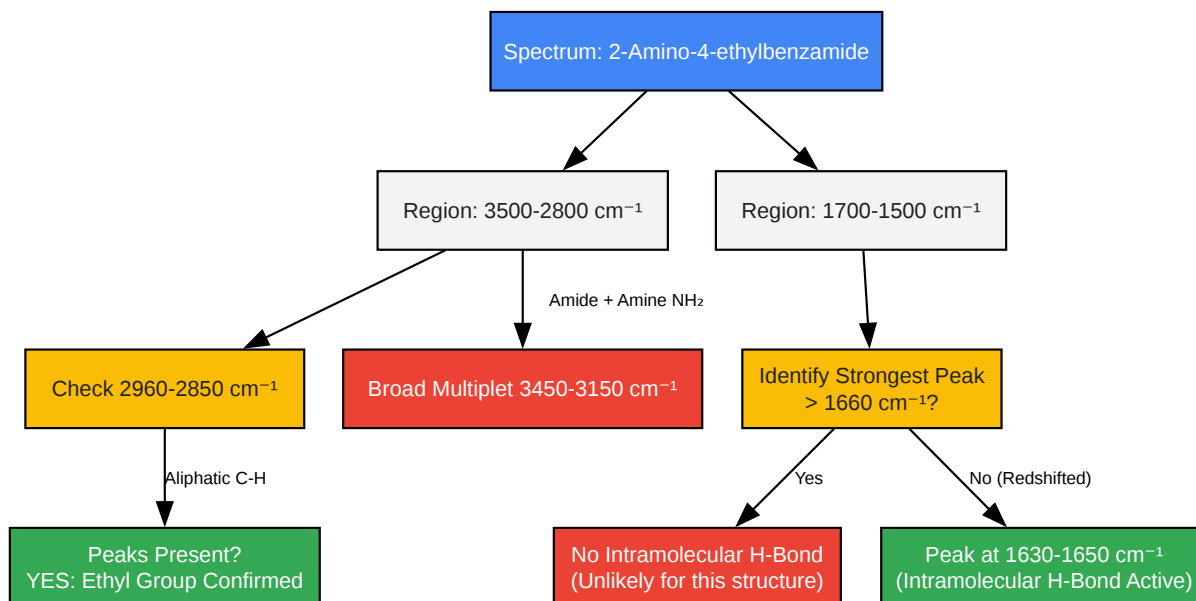 Spectrum: 2-Amino-4-ethylbenzamide
Region: 3500-2800 cm⁻¹
Region: 1700-1500 cm⁻¹
Amide + Amine NH₂
Check 2960-2850 cm⁻¹
Broad Multiplet 3450-3150 cm⁻¹
Identify Strongest Peak
> 1660 cm⁻¹?
Aliphatic C-H
Yes
No (Redshifted)
Peaks Present?
YES: Ethyl Group Confirmed
No Intramolecular H-Bond
(Unlikely for this structure)
Peak at 1630-1650 cm⁻¹
(Intramolecular H-Bond Active)